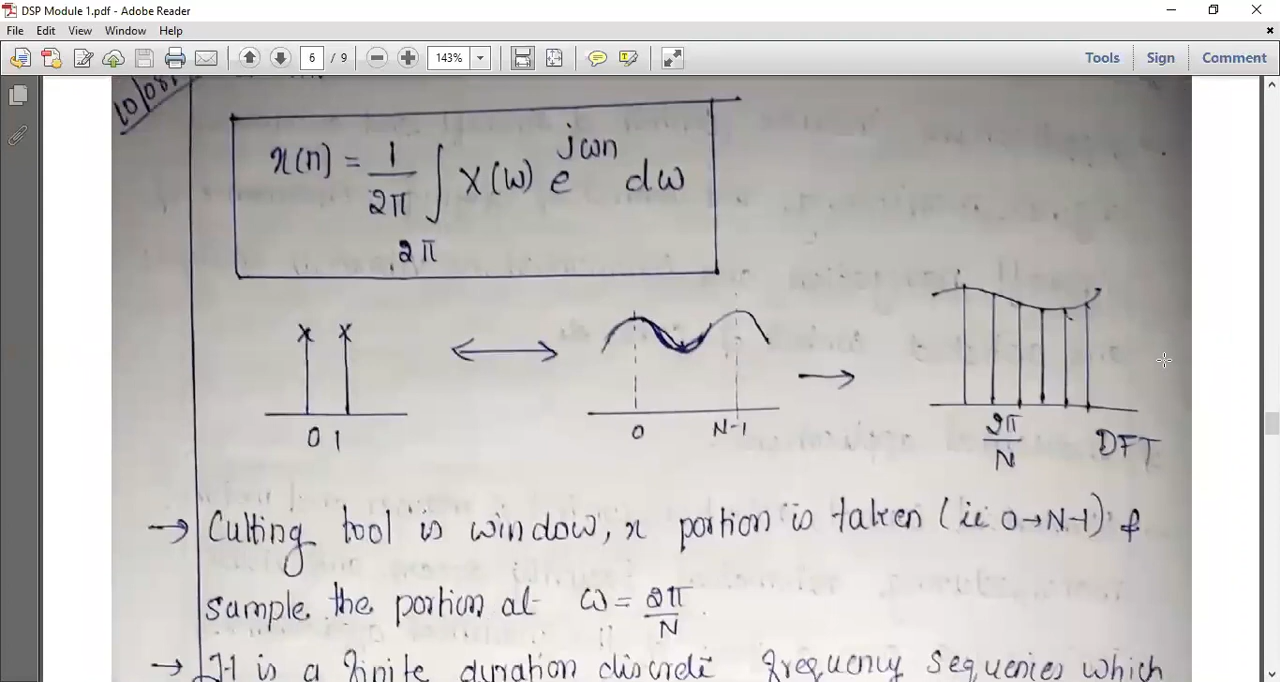 DSP Module 1.pdf - Adobe Reader
File Edit View Window Help
6 / 9 143% Tools Sign Comment
10/08/
x(n) = 1/2π ∫2π X(ω) e^jωn dω
0 1
0 N-1
2π/N DFT
→ Cutting tool is window, x portion is taken (ie 0→N-1) &
sample the portion at ω = 2π/N
→ It is a finite duration discrete frequency sequencies which